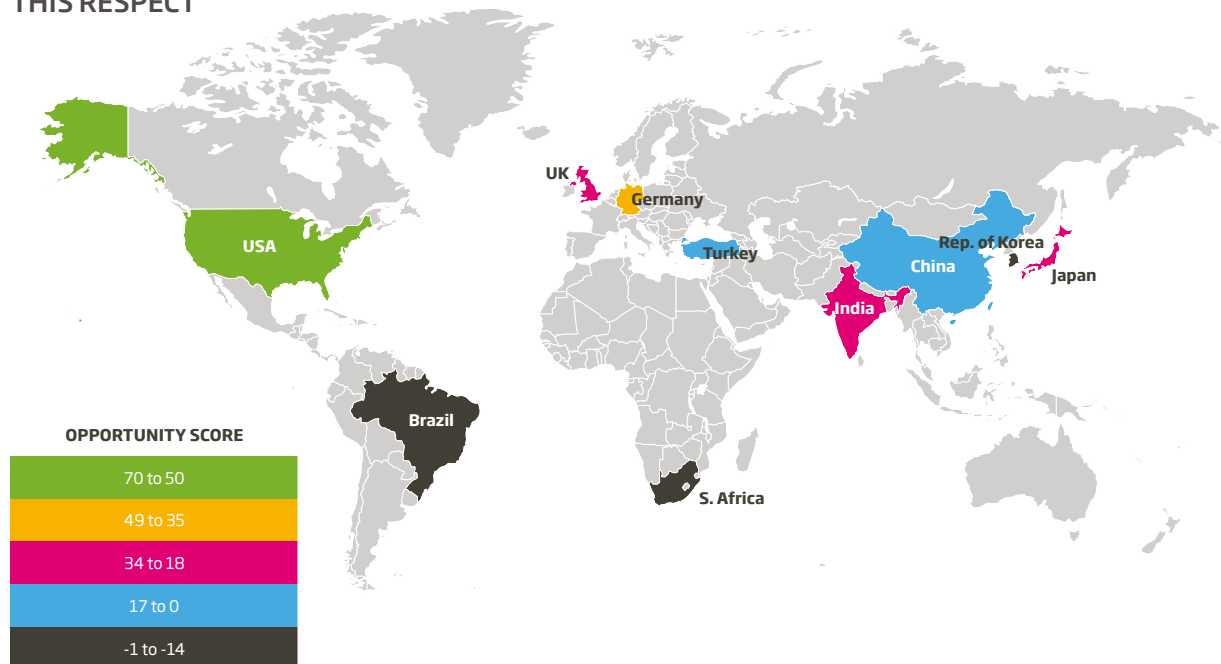 THIS RESPECT
UK
Germany
USA
Turkey
Rep. of Korea
China
Japan
India
Brazil
S. Africa
OPPORTUNITY SCORE
70 to 50
49 to 35
34 to 18
17 to 0
-1 to -14